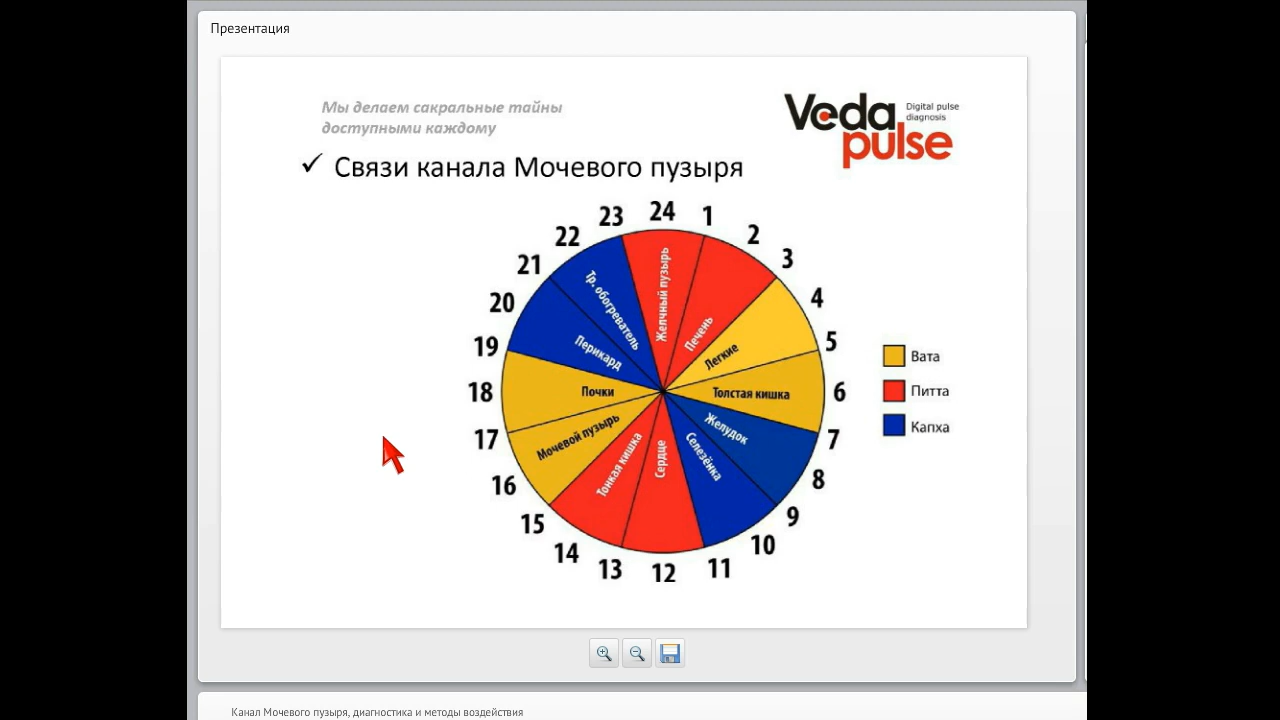 Презентация
Мы делаем сакральные тайны
доступными каждому
Veda
pulse
Digital pulse
diagnosis
✓ Связи канала Мочевого пузыря
24
1
2
3
4
5
6
7
8
9
10
11
12
13
14
15
16
17
18
19
20
21
22
23
Желчный пузырь
Печень
Легкие
Толстая кишка
Желудок
Селезёнка
Сердце
Тонкая кишка
Мочевой пузырь
Почки
Перикард
Тр. обогреватель
Вата
Питта
Капха
Канал Мочевого пузыря, диагностика и методы воздействия